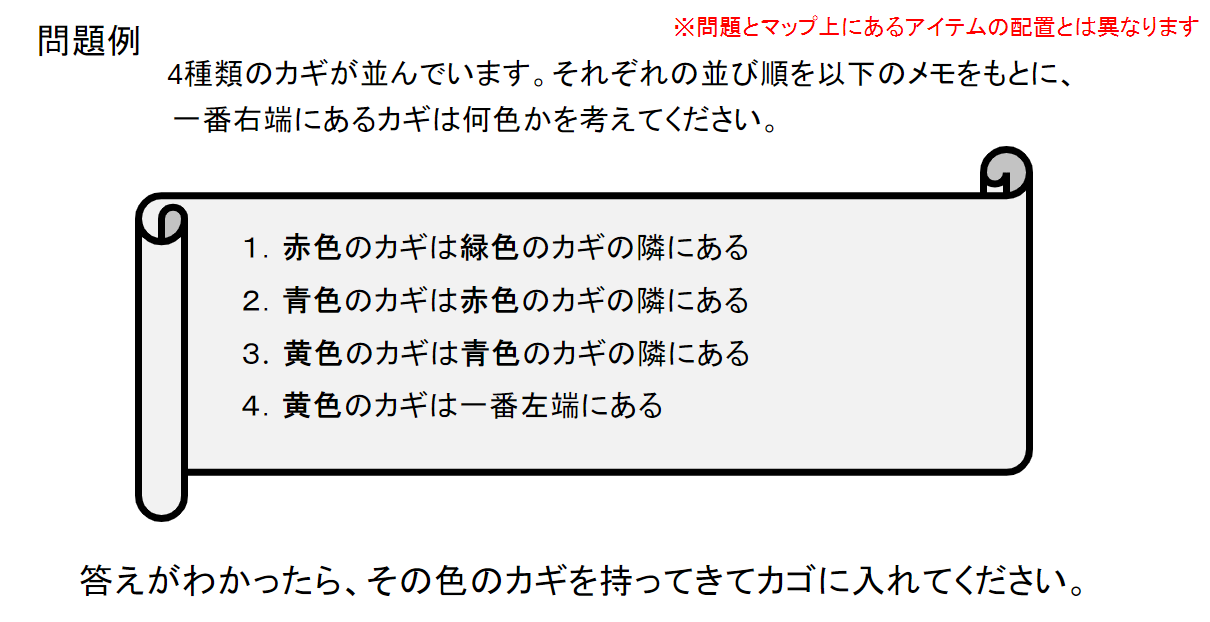 ※問題とマップ上にあるアイテムの配置とは異なります
問題例
4種類のカギが並んでいます。それぞれの並び順を以下のメモをもとに、
一番右端にあるカギは何色かを考えてください。
１．赤色のカギは緑色のカギの隣にある
２．青色のカギは赤色のカギの隣にある
３．黄色のカギは青色のカギの隣にある
４．黄色のカギは一番左端にある
答えがわかったら、その色のカギを持ってきてカゴに入れてください。